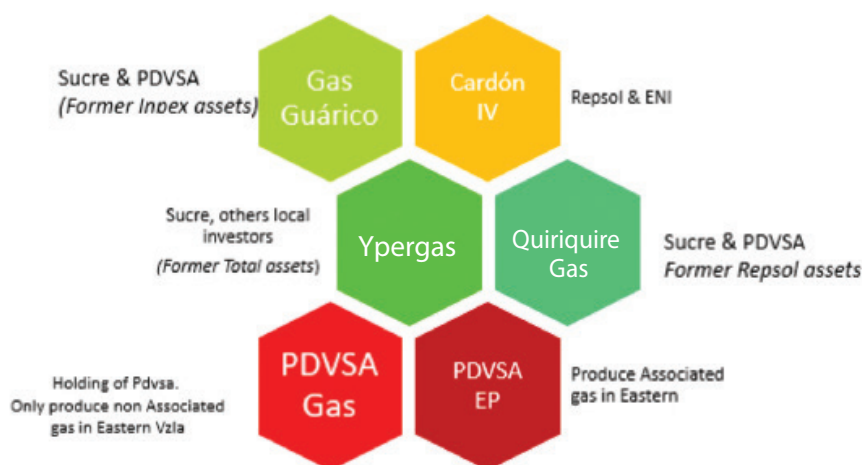 Sucre & PDVSA
(Former Inpex assets)
Gas
Guárico
Cardón
IV
Repsol & ENI
Sucre, others local
investors
(Former Total assets)
Ypergas
Quiriquire
Gas
Sucre & PDVSA
Former Repsol assets
Holding of Pdvsa.
Only produce non Associated
gas in Eastern Vzla
PDVSA
Gas
PDVSA
EP
Produce Associated
gas in Eastern